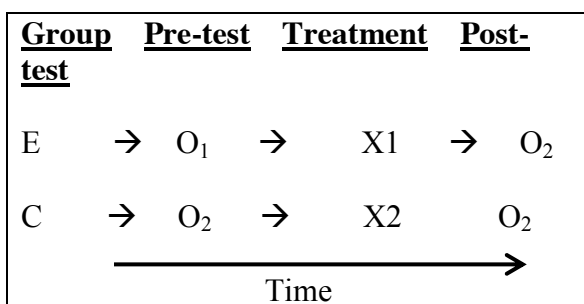 Group Pre-test Treatment Post-
test
E → O₁ → X1 → O₂
C → O₂ → X2 O₂
Time